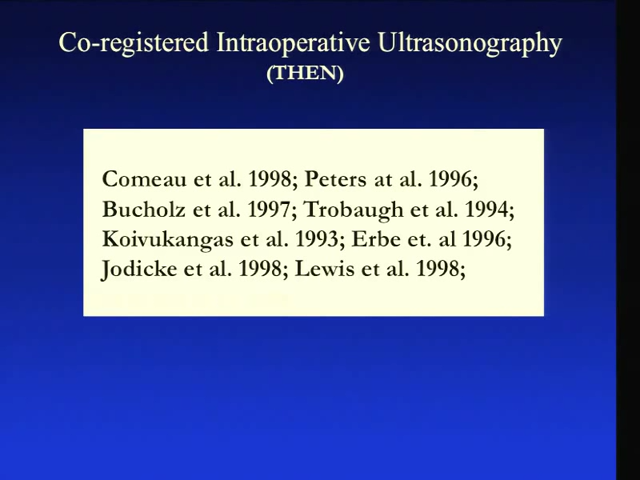 Co-registered Intraoperative Ultrasonography
(THEN)
Comeau et al. 1998; Peters at al. 1996;
Bucholz et al. 1997; Trobaugh et al. 1994;
Koivukangas et al. 1993; Erbe et. al 1996;
Jodicke et al. 1998; Lewis et al. 1998;